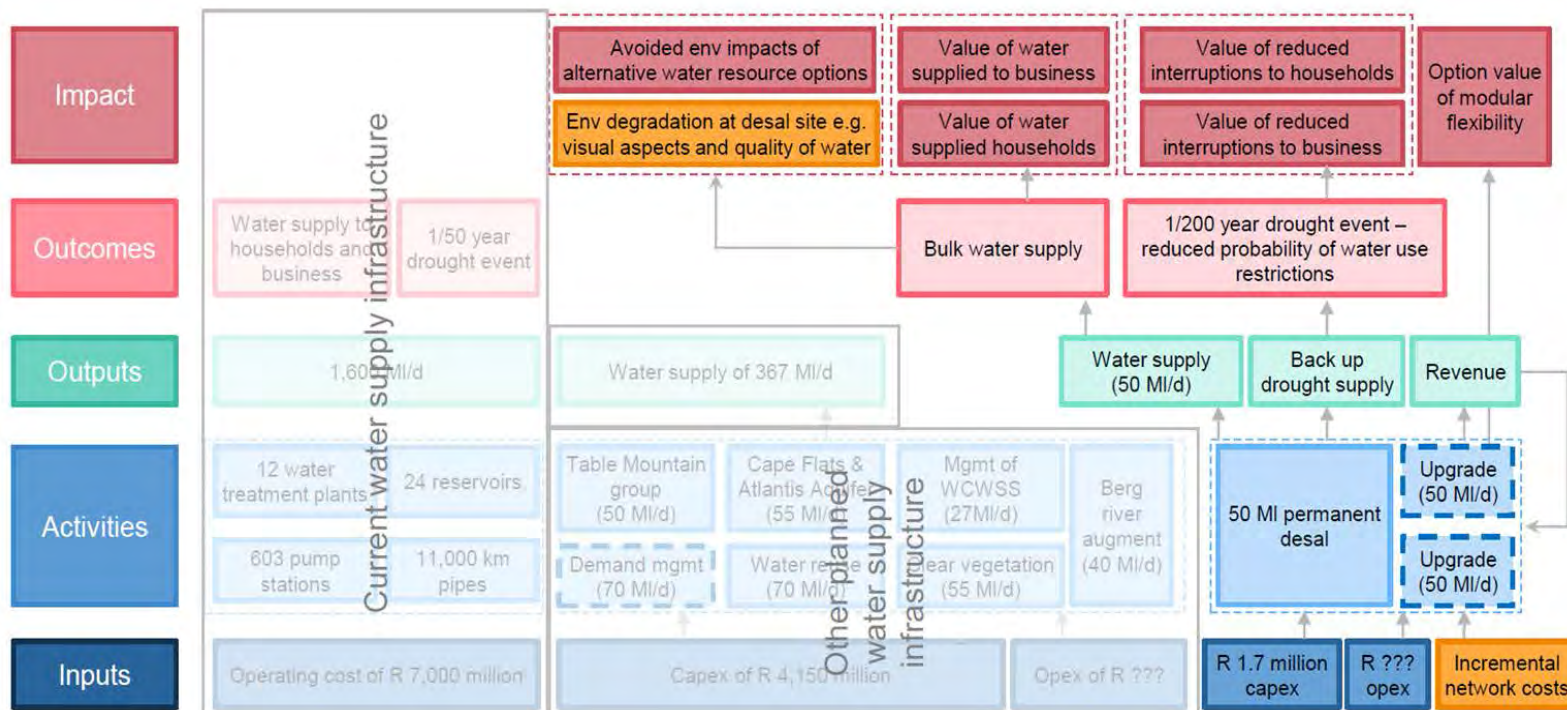 Impact
Avoided env impacts of
alternative water resource options
Env degradation at desal site e.g.
visual aspects and quality of water
Value of water
supplied to business
Value of water
supplied households
Value of reduced
interruptions to households
Value of reduced
interruptions to business
Option value
of modular
flexibility
Outcomes
Water supply to
households and
business
1/50 year
drought event
Bulk water supply
1/200 year drought event –
reduced probability of water use
restrictions
Outputs
Ml/d
Water supply of 367 Ml/d
Water supply
(50 Ml/d)
Back up
drought supply
Revenue
Activities
12 water
treatment plants
24 reservoirs
603 pump
stations
11,000 km
pipes
Current water supply infrastructure
Table Mountain
group
(50 Ml/d)
Cape Flats &
Atlantis Aquifer
(55 Ml/d)
Mgmt of
WCWSS
(27Ml/d)
Berg
river
augment
(40 Ml/d)
Demand mgmt
(70 Ml/d)
Water reuse
(70 Ml/d)
Clear vegetation
(55 Ml/d)
Other planned
water supply
infrastructure
50 Ml permanent
desal
Upgrade
(50 Ml/d)
Upgrade
(50 Ml/d)
Inputs
Operating cost of R 7,000 million
Capex of R 4,150 million
Opex of R ???
R 1.7 million
capex
R ???
opex
Incremental
network costs